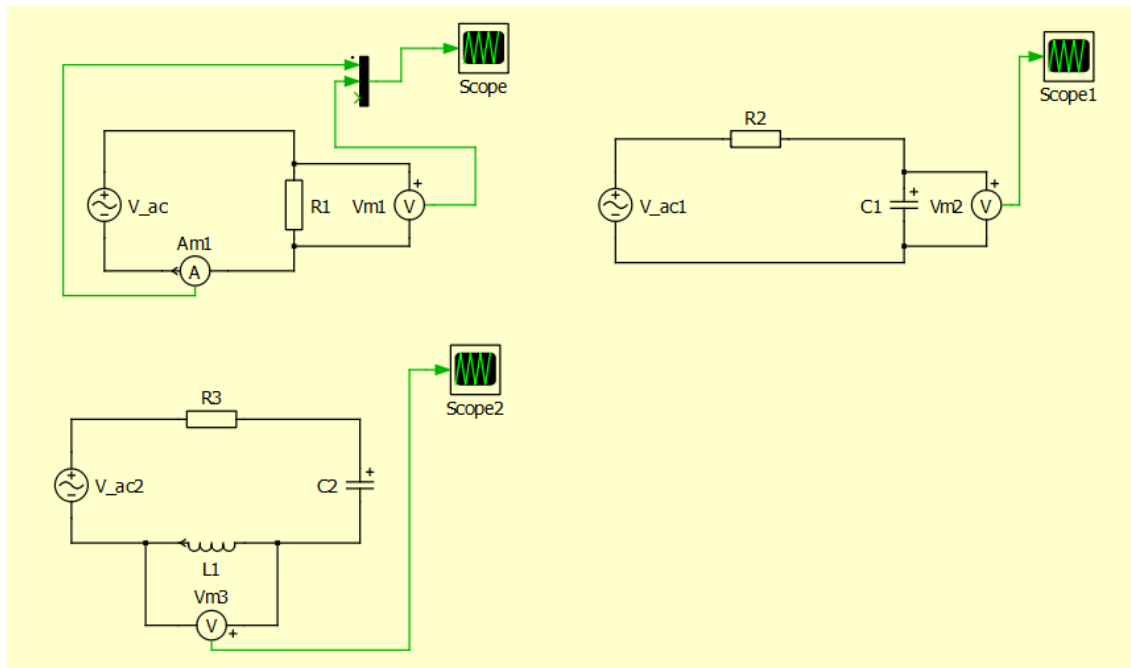 Scope
V_ac
R1
Vm1
V
Am1
A
Scope1
R2
V_ac1
C1
Vm2
V
Scope2
R3
V_ac2
C2
L1
Vm3
V